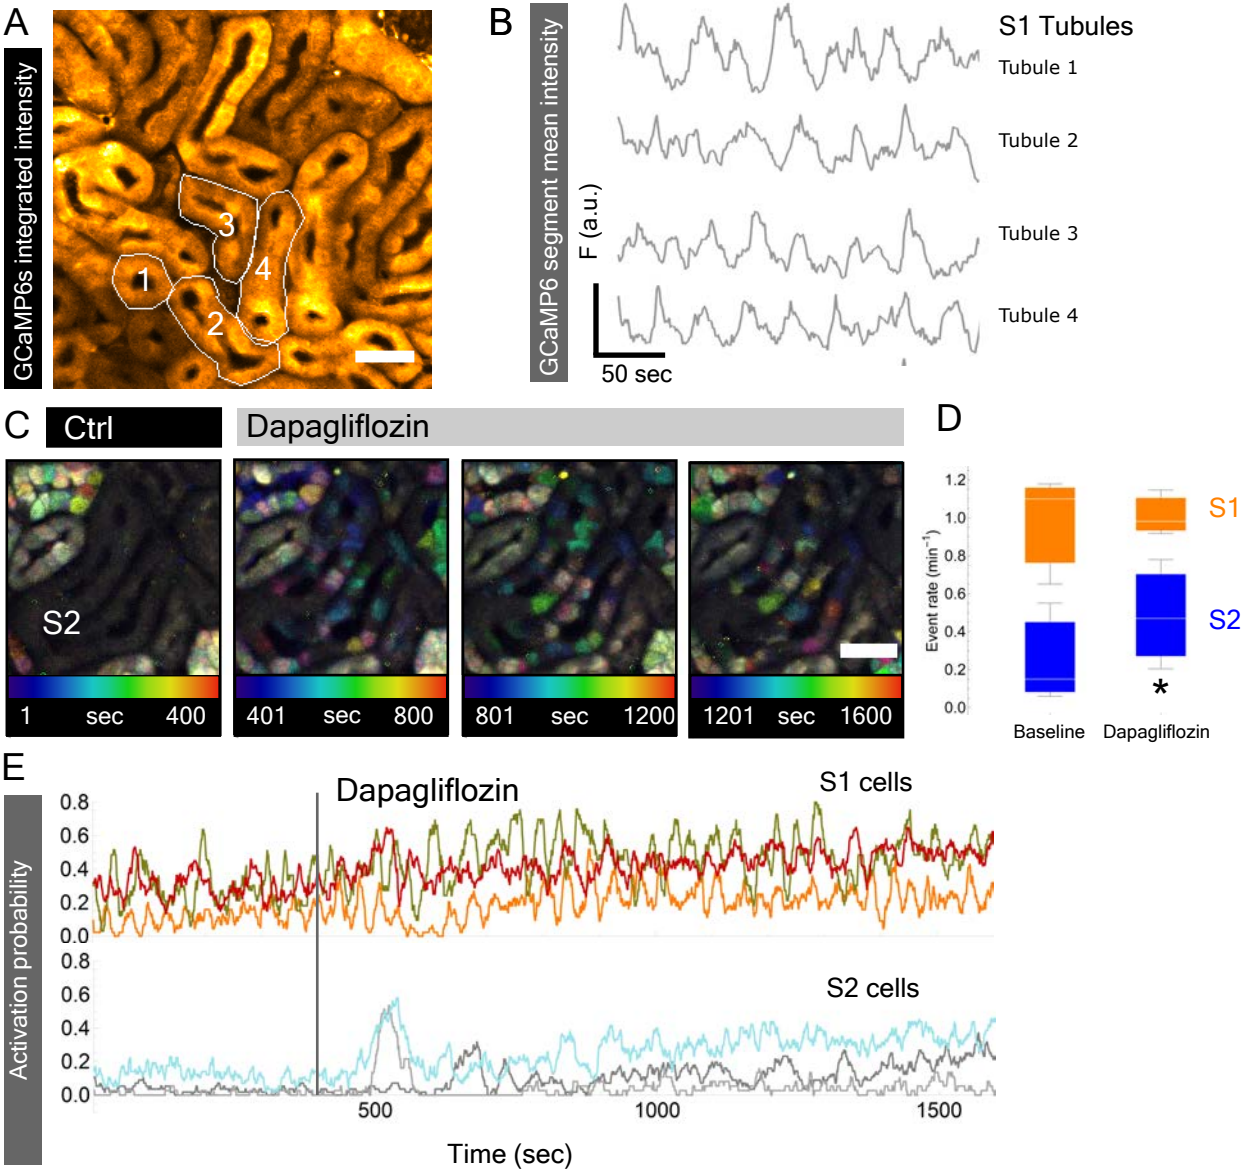 A
GCaMP6s integrated intensity
1
2
3
4
B
GCaMP6 segment mean intensity
F (a.u.)
50 sec
S1 Tubules
Tubule 1
Tubule 2
Tubule 3
Tubule 4
C
Ctrl
Dapagliflozin
S2
1 sec 400
401 sec 800
801 sec 1200
1201 sec 1600
D
Event rate (min⁻¹)
1.2
1.0
0.8
0.6
0.4
0.2
0.0
S1
S2
*
Baseline Dapagliflozin
E
Activation probability
Dapagliflozin
S1 cells
0.8
0.6
0.4
0.2
0.0
S2 cells
0.8
0.6
0.4
0.2
0.0
500 1000 1500
Time (sec)